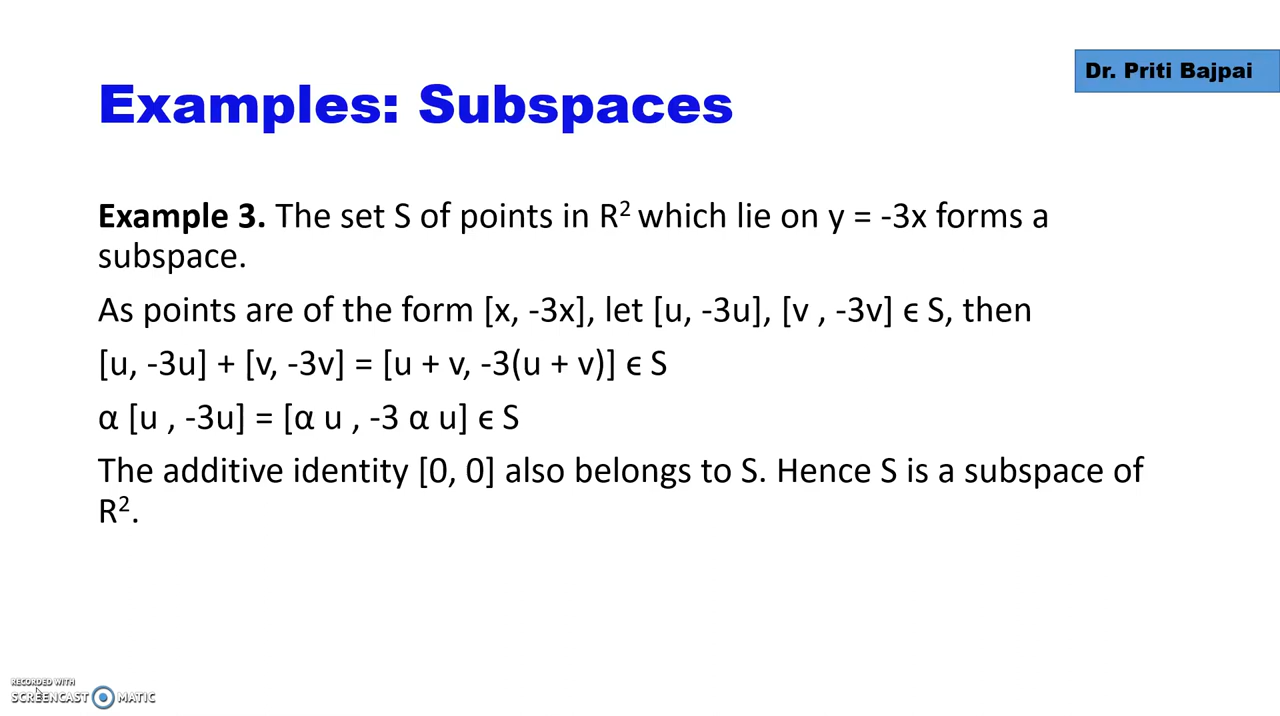 Dr. Priti Bajpai
Examples: Subspaces
Example 3. The set S of points in R² which lie on y = -3x forms a
subspace.
As points are of the form [x, -3x], let [u, -3u], [v , -3v] ϵ S, then
[u, -3u] + [v, -3v] = [u + v, -3(u + v)] ϵ S
α [u , -3u] = [α u , -3 α u] ϵ S
The additive identity [0, 0] also belongs to S. Hence S is a subspace of
R².
RECORDED WITH
SCREENCAST MATIC